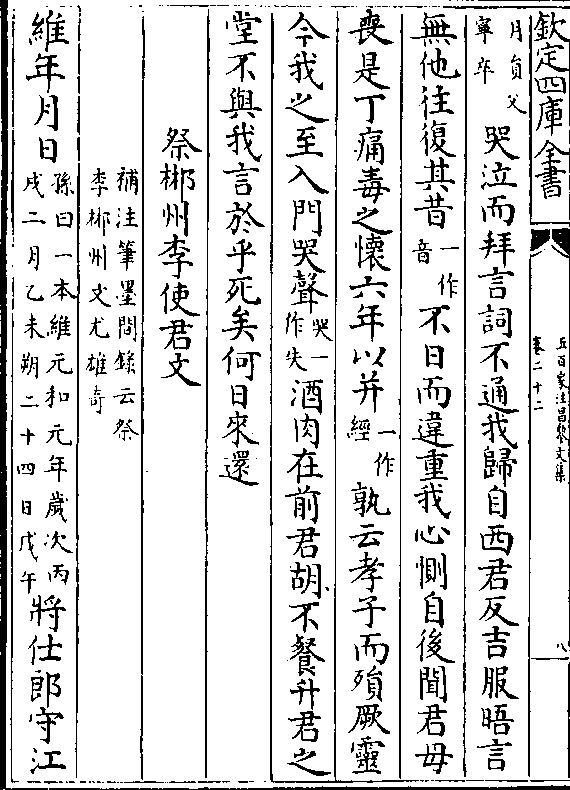 欽定四庫全書
五百家注昌黎文集
卷二十二
八
月貟父
寧卒
哭泣而拜言詞不通我歸自西君反吉服晤言
無他往復其昔一作音不日而違重我心惻自後聞君母
喪是丁痛毒之懷六年以并一作經孰云孝子而殞厥靈
今我之至入門哭聲哭一作失酒肉在前君胡不餐升君之
堂不與我言於乎死矣何日來還
祭郴州李使君文
補注筆墨間錄云祭
李郴州文尤雄奇
維年月日孫曰一本維元和元年歲次丙戌二月乙未朔二十四日戊午將仕郎守江